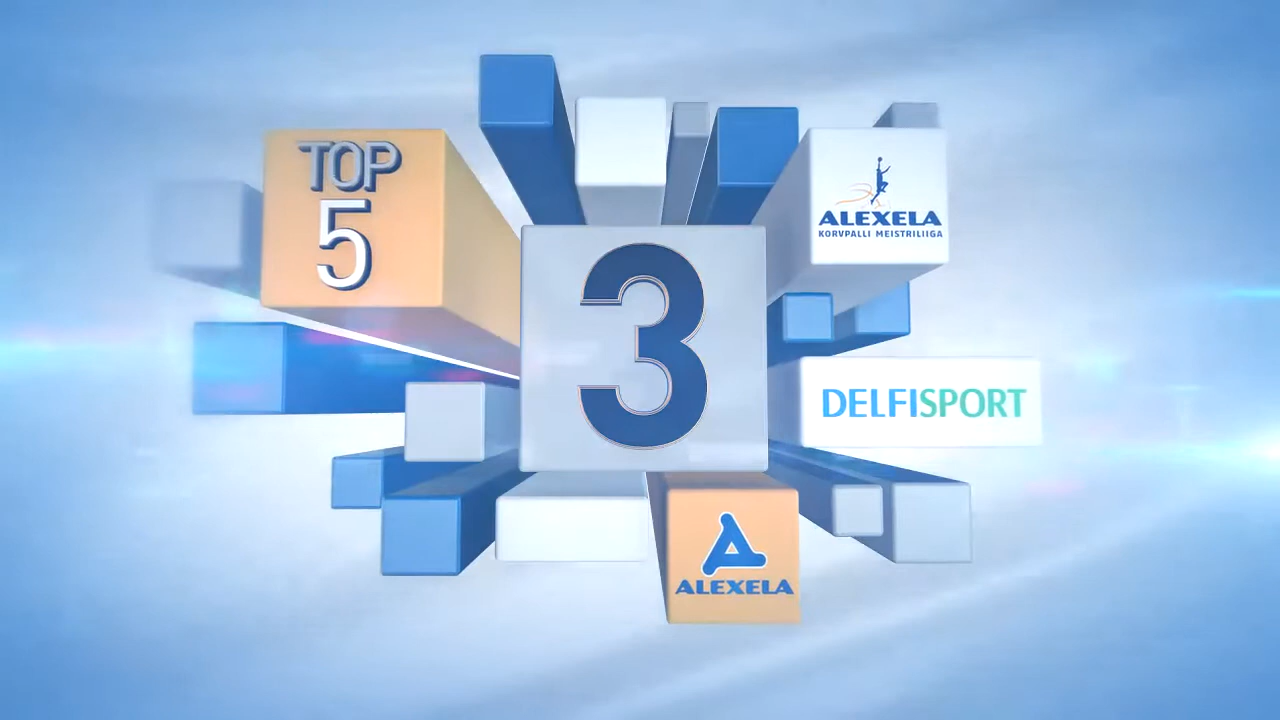 TOP
5
3
ALEXELA
KORVPALLI MEISTRILIIGA
DELFISPORT
ALEXELA